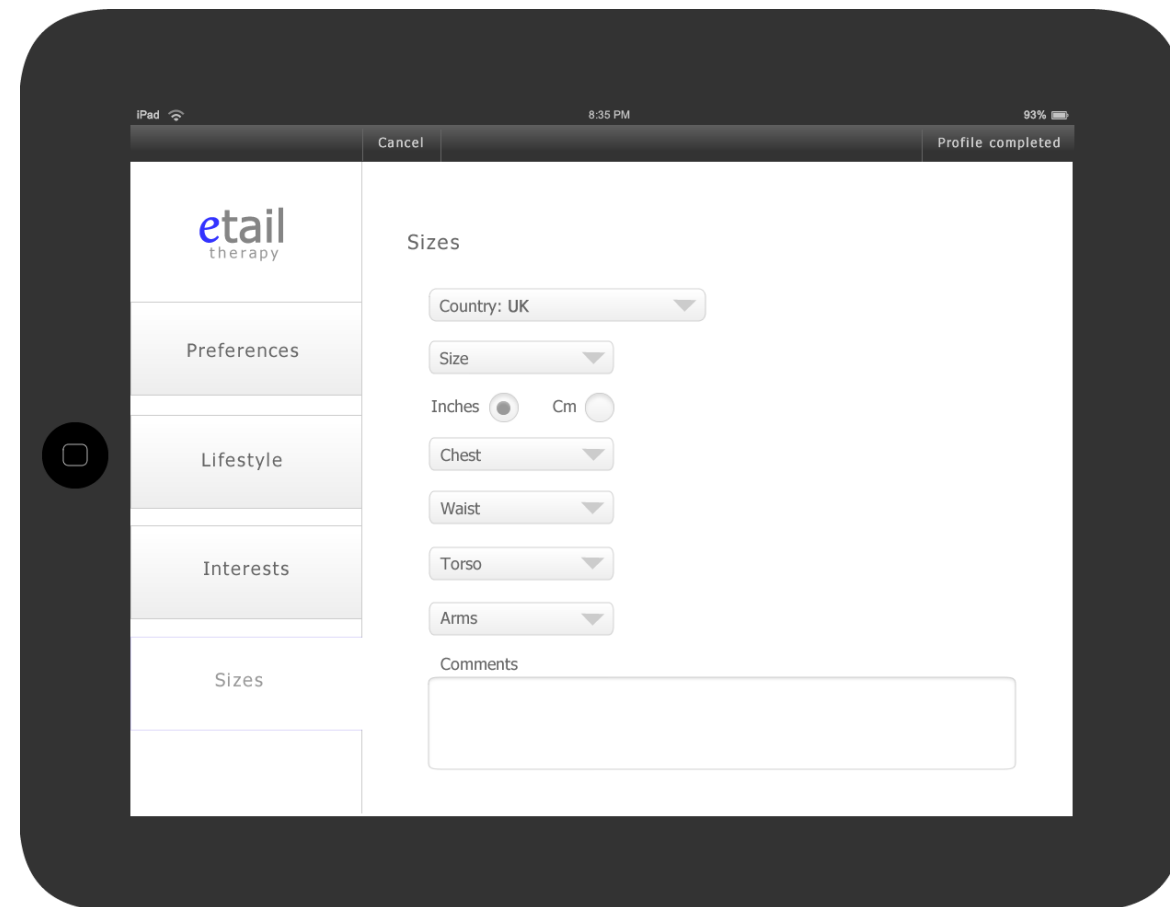 iPad 8:35 PM 93%
Cancel Profile completed
etail
therapy
Preferences
Lifestyle
Interests
Sizes
Sizes
Country: UK
Size
Inches Cm
Chest
Waist
Torso
Arms
Comments